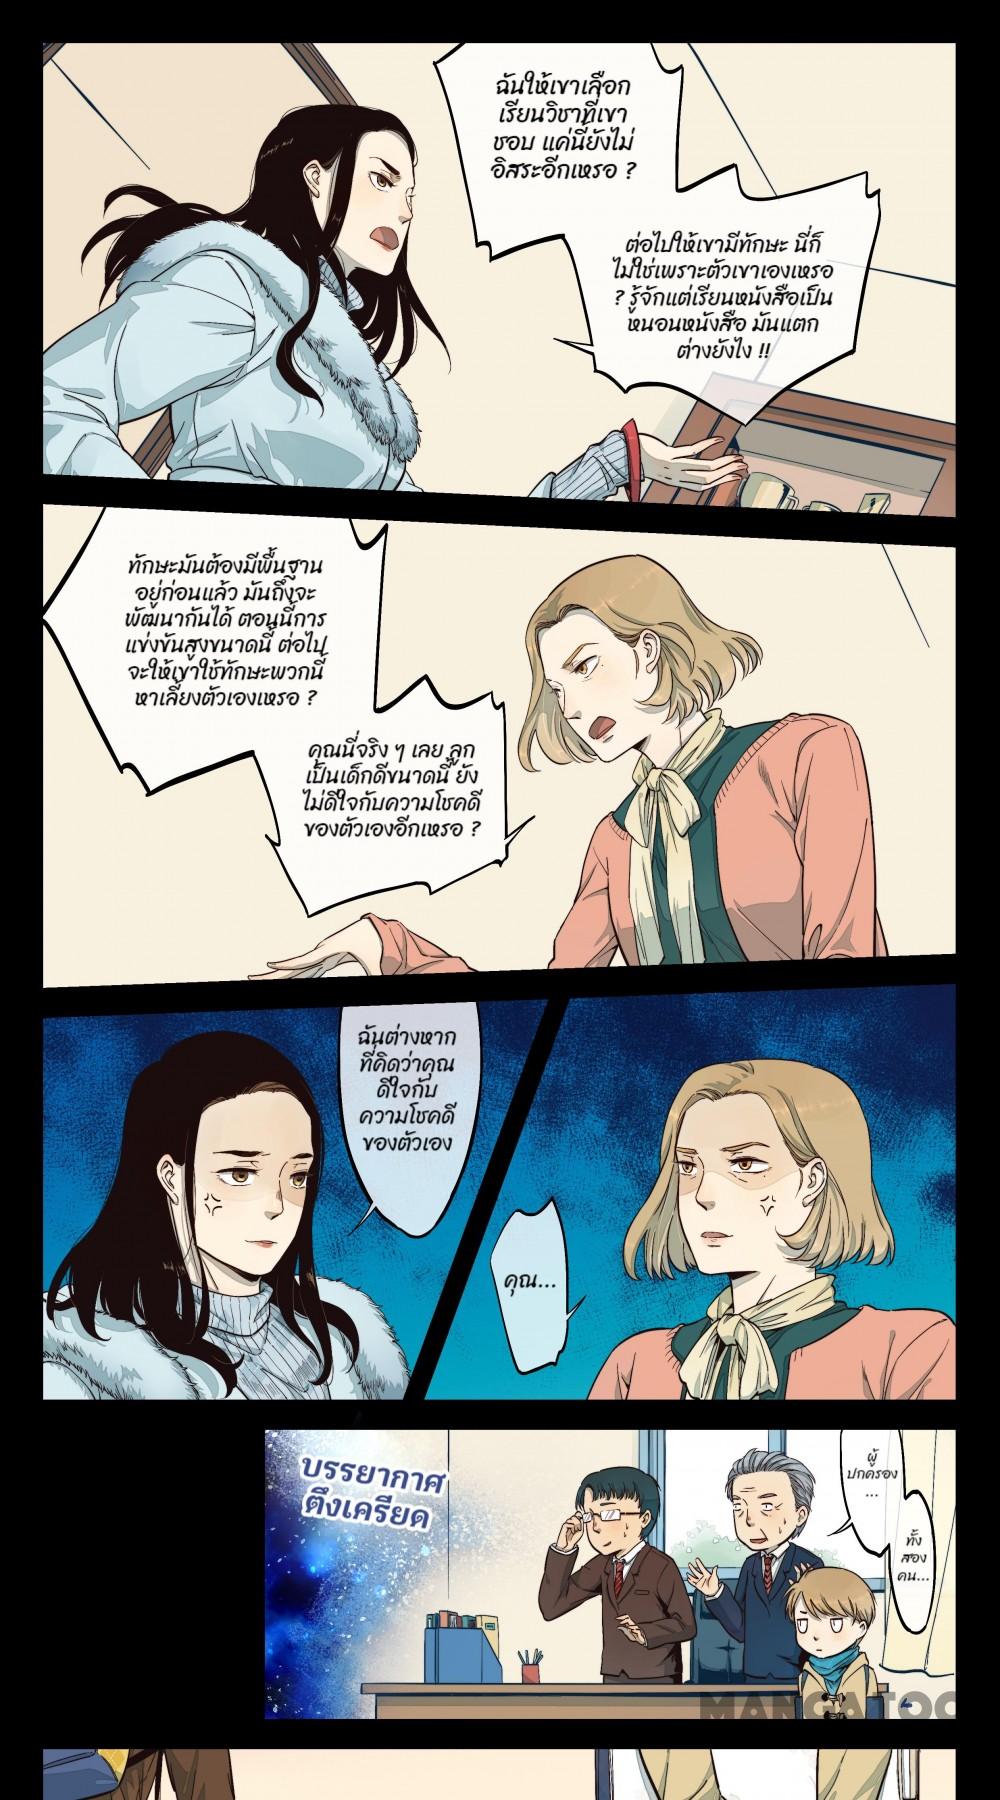 ฉันให้เขาเลือก
เรียนวิชาที่เขา
ชอบ แค่นี้ยังไม่
อิสระอีกเหรอ ?
ต่อไปให้เขามีทักษะ นี่ก็
ไม่ใช่เพราะตัวเขาเองเหรอ
? รู้จักแต่เรียนหนังสือเป็น
หนอนหนังสือ มันแตก
ต่างยังไง !!
ทักษะมันต้องมีพื้นฐาน
อยู่ก่อนแล้ว มันถึงจะ
พัฒนากันได้ ตอนนี้การ
แข่งขันสูงขนาดนี้ ต่อไป
จะให้เขาใช้ทักษะพวกนี้
หาเลี้ยงตัวเองเหรอ ?
คุณนี่จริง ๆ เลย ลูก
เป็นเด็กดีขนาดนี้ ยัง
ไม่ดีใจกับความโชคดี
ของตัวเองอีกเหรอ ?
ฉันต่างหาก
ที่คิดว่าคุณ
ดีใจกับ
ความโชคดี
ของตัวเอง
คุณ...
บรรยากาศ
ตึงเครียด
ผู้
ปกครอง
...
ทั้ง
สอง
คน...
MANGATOO